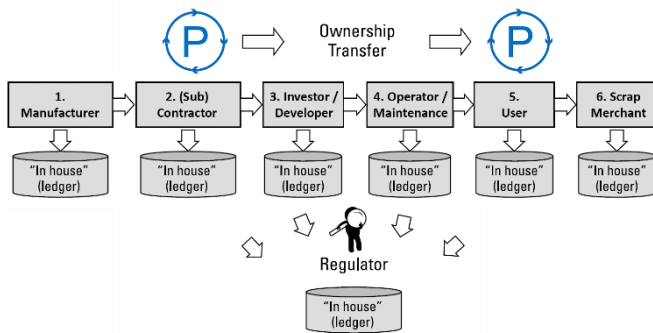 P
Ownership
Transfer
P
1.
Manufacturer
2. (Sub)
Contractor
3. Investor /
Developer
4. Operator /
Maintenance
5.
User
6. Scrap
Merchant
“In house”
(ledger)
“In house”
(ledger)
“In house”
(ledger)
“In house”
(ledger)
“In house”
(ledger)
“In house”
(ledger)
Regulator
“In house”
(ledger)